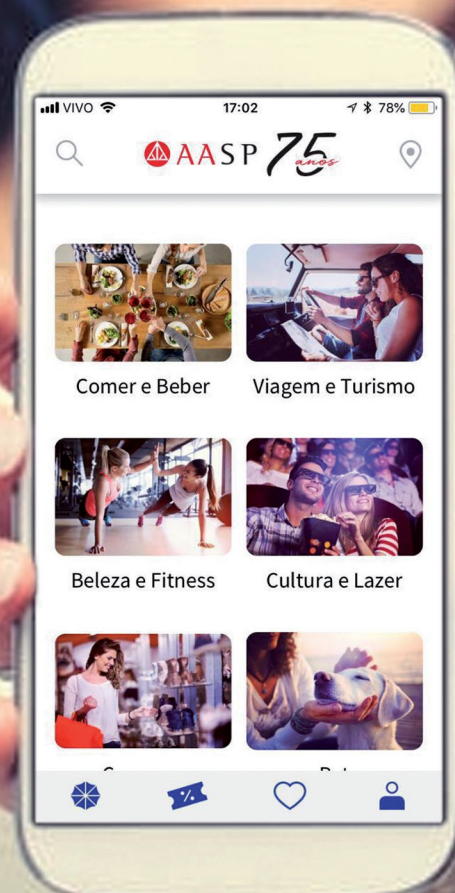 VIVO 17:02 78%
AASP 75
anos
Comer e Beber Viagem e Turismo
Beleza e Fitness Cultura e Lazer
%